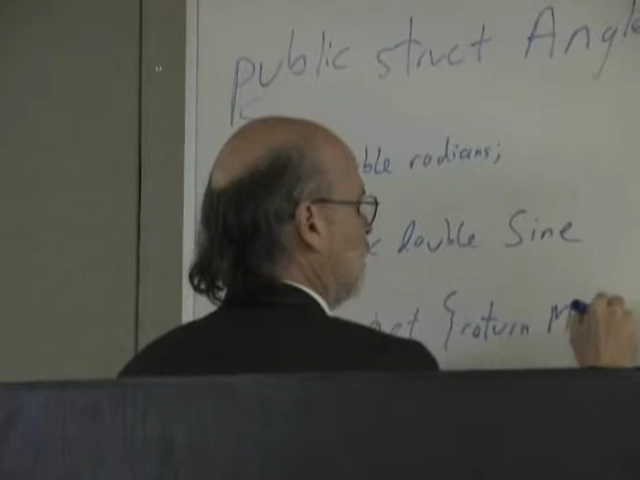 public struct Angle
{
ble radians;
c double Sine
get {return M